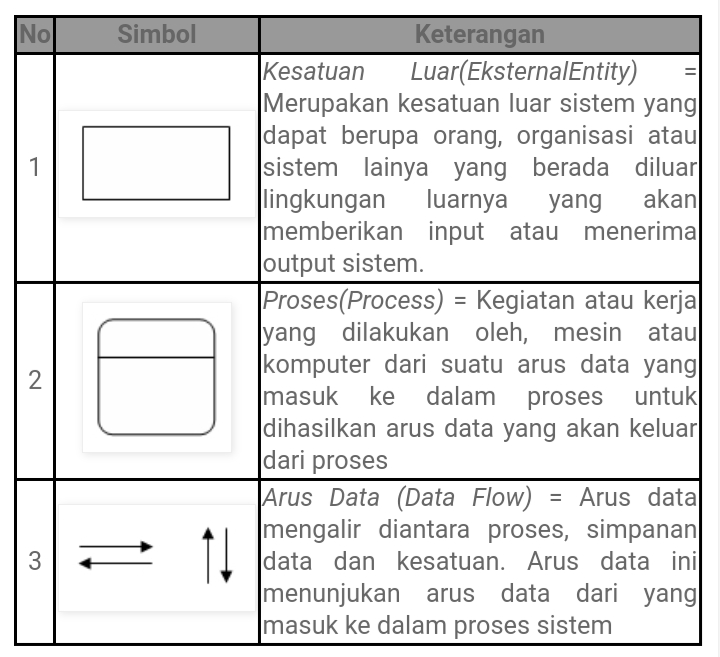 No Simbol Keterangan
Kesatuan Luar(EksternalEntity) =
Merupakan kesatuan luar sistem yang
dapat berupa orang, organisasi atau
1 sistem lainya yang berada diluar
lingkungan luarnya yang akan
memberikan input atau menerima
output sistem.
Proses(Process) = Kegiatan atau kerja
yang dilakukan oleh, mesin atau
komputer dari suatu arus data yang
2 masuk ke dalam proses untuk
dihasilkan arus data yang akan keluar
dari proses
Arus Data (Data Flow) = Arus data
mengalir diantara proses, simpanan
3 data dan kesatuan. Arus data ini
menunjukan arus data dari yang
masuk ke dalam proses sistem